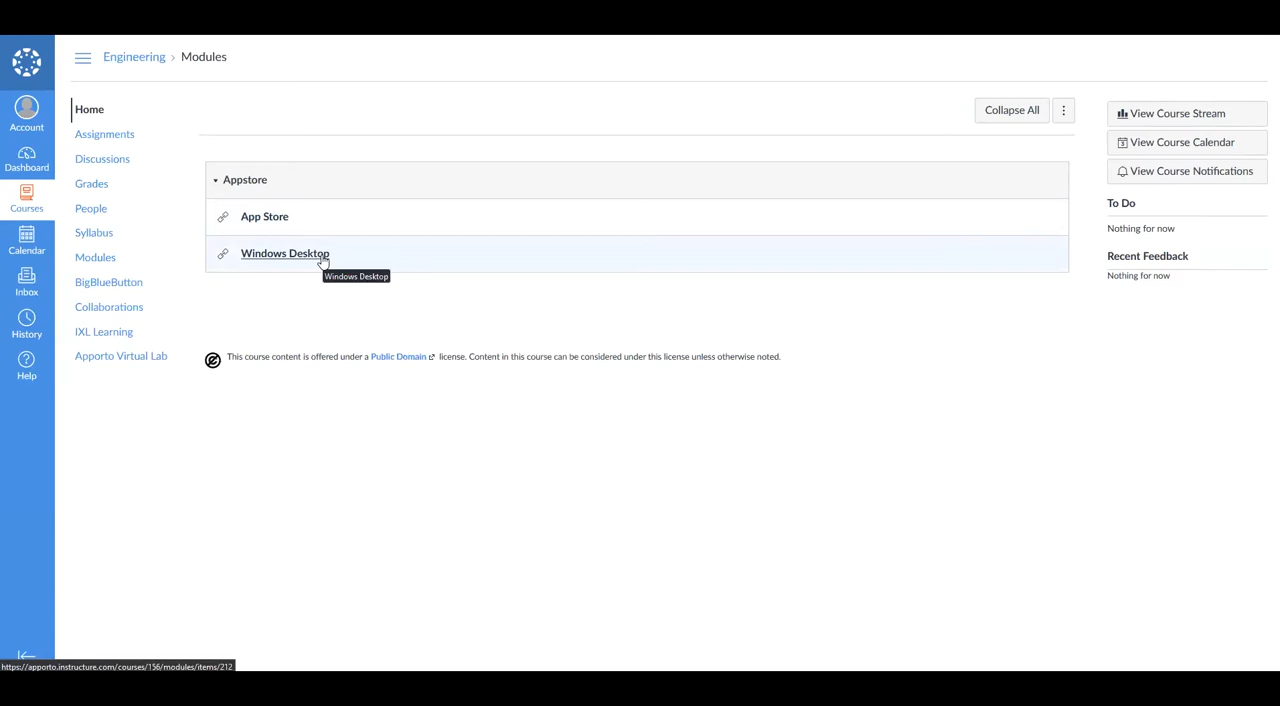 Engineering › Modules
Account
Dashboard
Courses
Calendar
Inbox
History
Help
Home
Assignments
Discussions
Grades
People
Syllabus
Modules
BigBlueButton
Collaborations
IXL Learning
Apporto Virtual Lab
Collapse All
Appstore
App Store
Windows Desktop
Windows Desktop
This course content is offered under a Public Domain license. Content in this course can be considered under this license unless otherwise noted.
View Course Stream
View Course Calendar
View Course Notifications
To Do
Nothing for now
Recent Feedback
Nothing for now
https://apporto.instructure.com/courses/156/modules/items/212